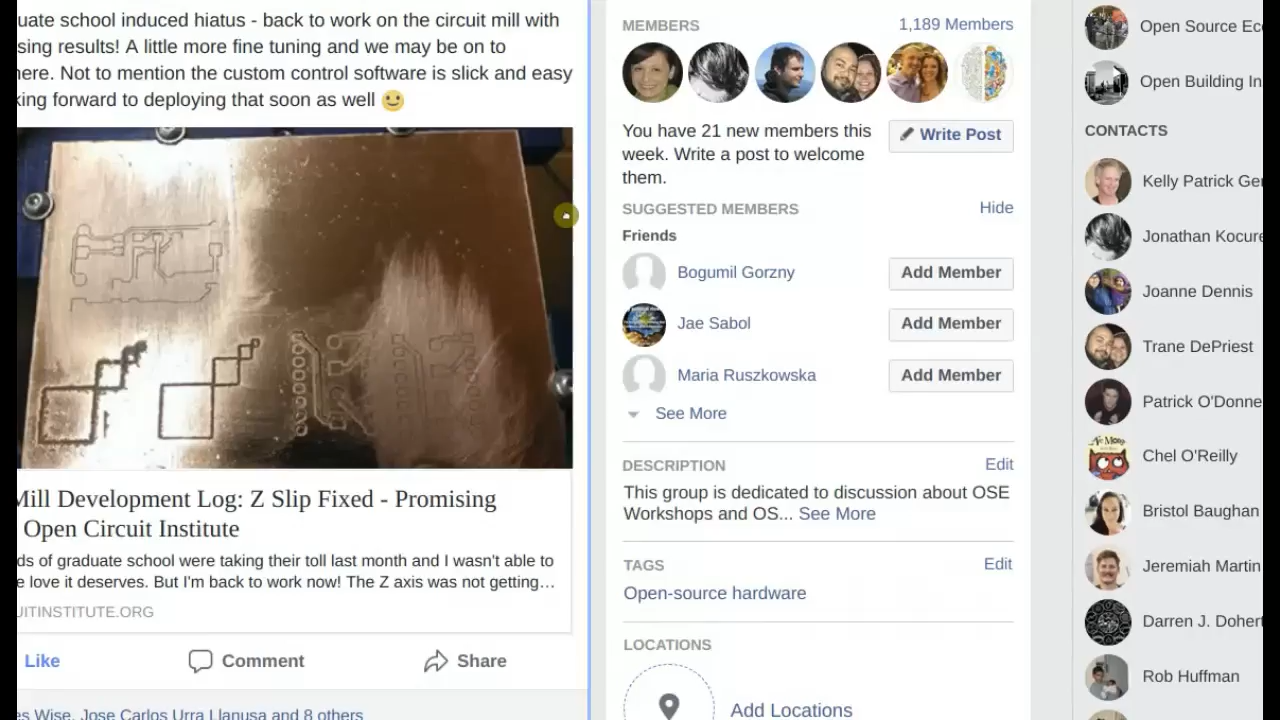 uate school induced hiatus - back to work on the circuit mill with
sing results! A little more fine tuning and we may be on to
here. Not to mention the custom control software is slick and easy
king forward to deploying that soon as well
Mill Development Log: Z Slip Fixed - Promising
Open Circuit Institute
ds of graduate school were taking their toll last month and I wasn't able to
e love it deserves. But I'm back to work now! The Z axis was not getting...
UITINSTITUTE.ORG
Like
Comment
Share
es Wise, Jose Carlos Urra Llanusa and 8 others
MEMBERS
1,189 Members
You have 21 new members this
week. Write a post to welcome
them.
Write Post
SUGGESTED MEMBERS
Hide
Friends
Bogumil Gorzny
Add Member
Jae Sabol
Add Member
Maria Ruszkowska
Add Member
See More
DESCRIPTION
Edit
This group is dedicated to discussion about OSE
Workshops and OS... See More
TAGS
Edit
Open-source hardware
LOCATIONS
Add Locations
Open Source Ec
Open Building In
CONTACTS
Kelly Patrick Ger
Jonathan Kocure
Joanne Dennis
Trane DePriest
Patrick O'Donne
Chel O'Reilly
Bristol Baughan
Jeremiah Martin
Darren J. Dohert
Rob Huffman